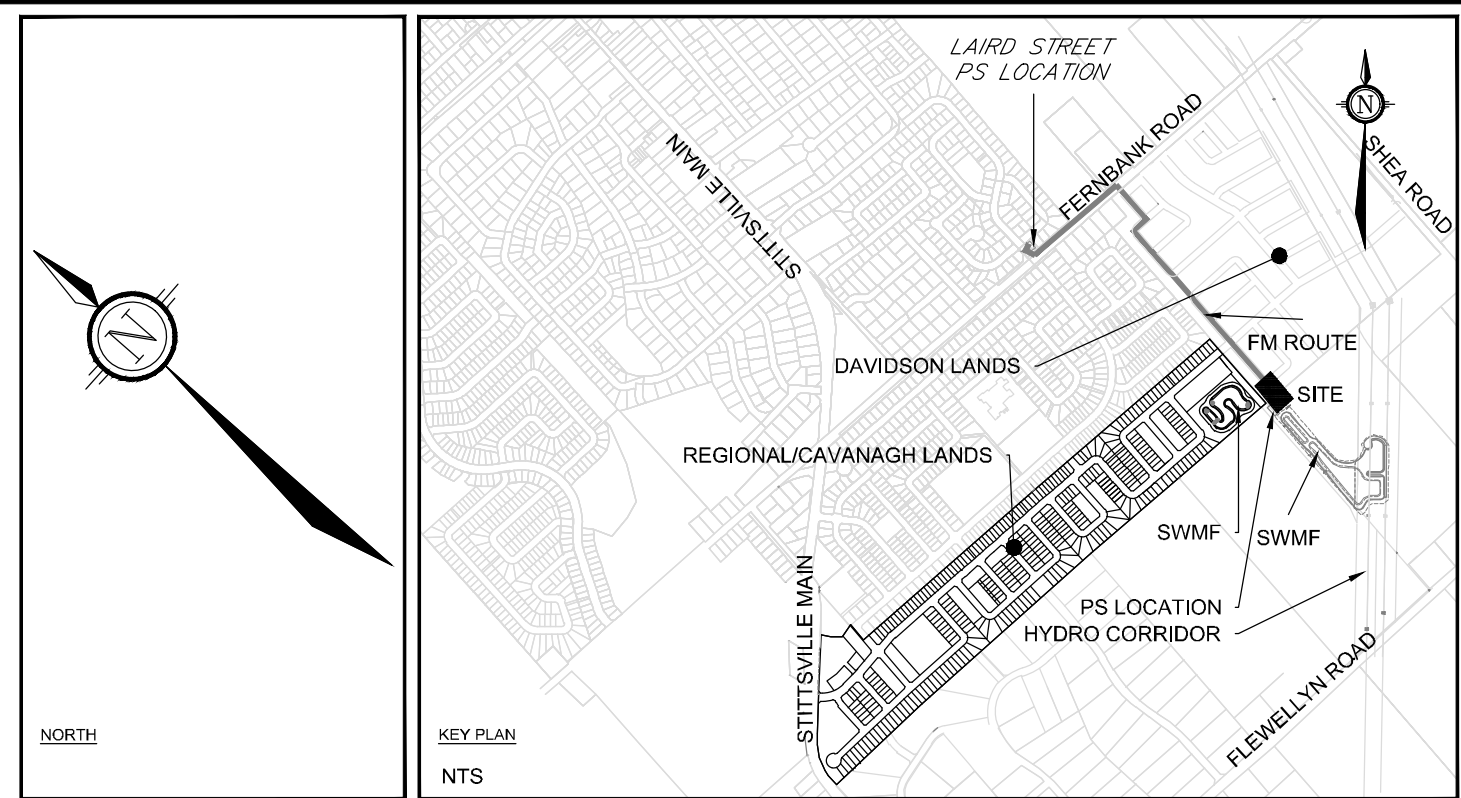 N
NORTH
LAIRD STREET
PS LOCATION
N
SHEA ROAD
FERNBANK ROAD
STITTSVILLE MAIN
FM ROUTE
DAVIDSON LANDS
SITE
REGIONAL/CAVANAGH LANDS
SWMF
SWMF
PS LOCATION
HYDRO CORRIDOR
STITTSVILLE MAIN
FLEWELLYN ROAD
KEY PLAN
NTS